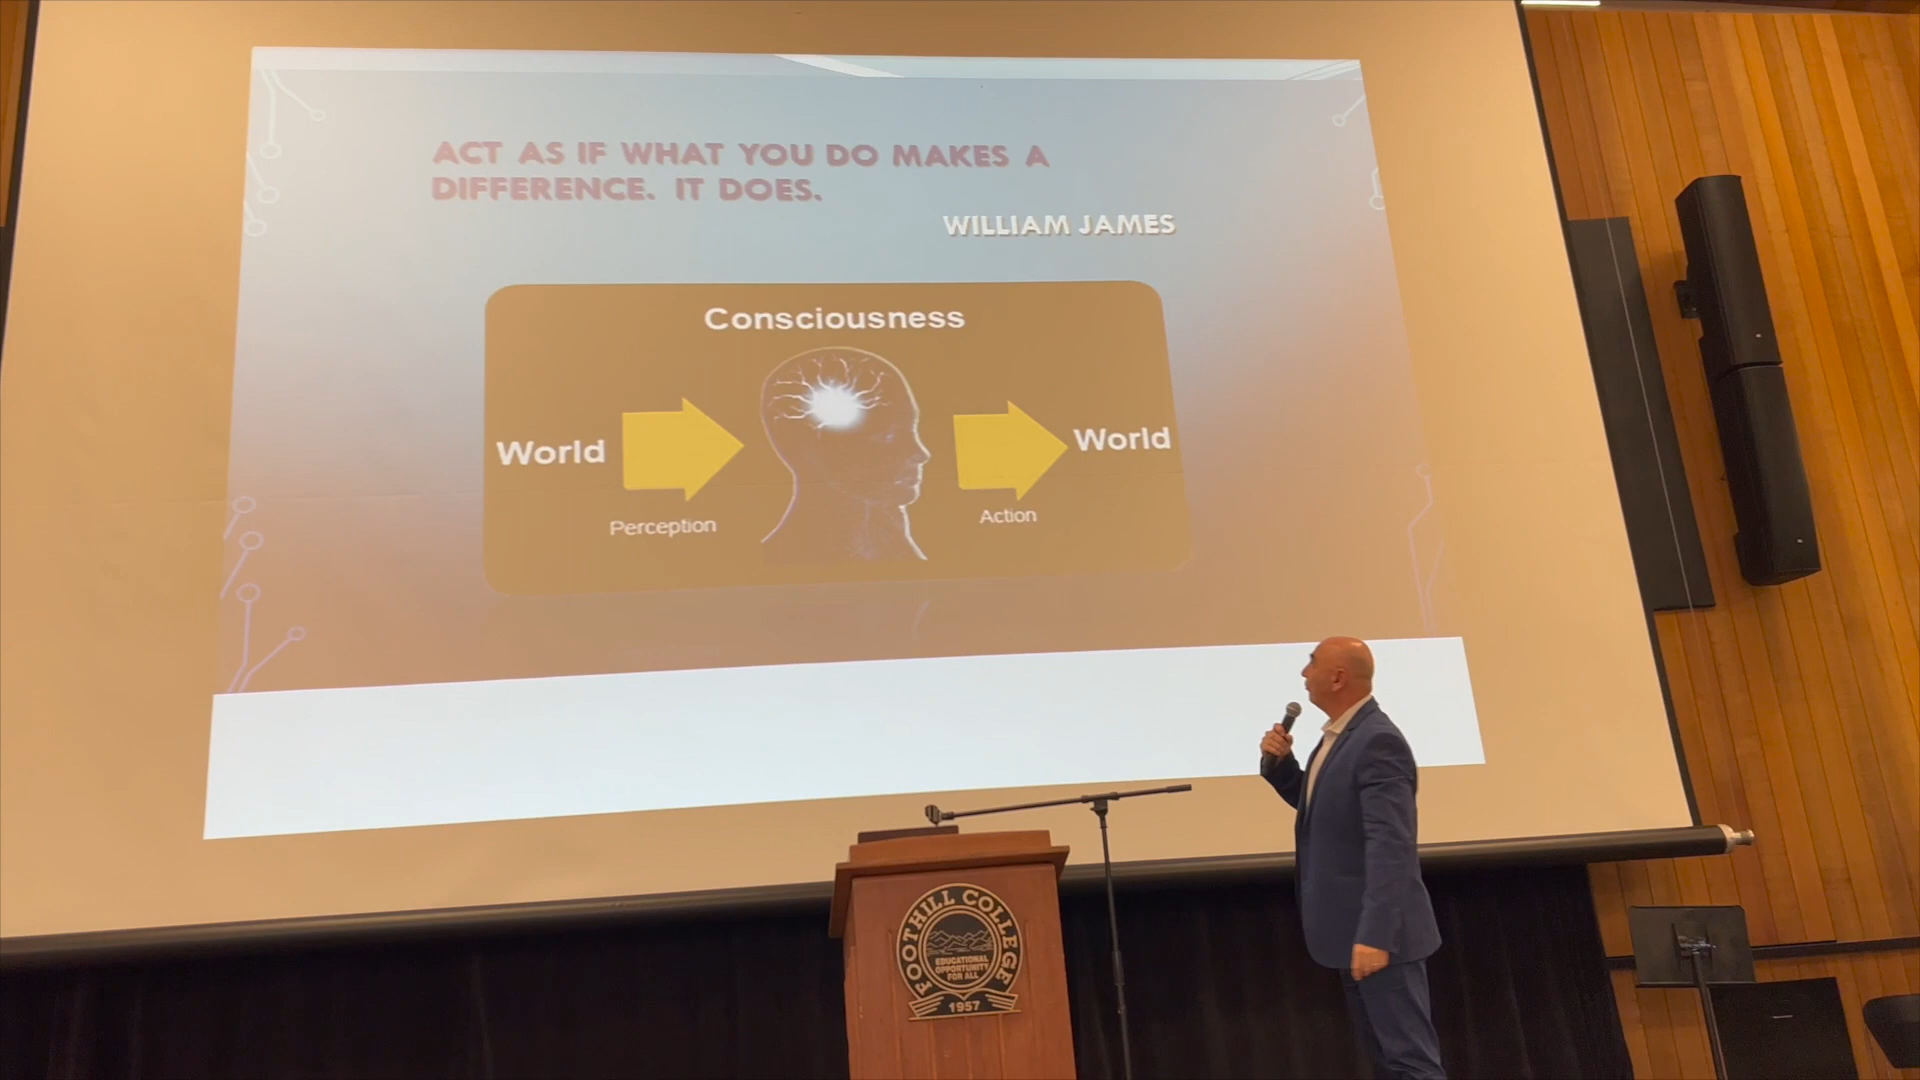 ACT AS IF WHAT YOU DO MAKES A
DIFFERENCE. IT DOES.
WILLIAM JAMES
Consciousness
World
World
Perception
Action
FOOTHILL COLLEGE
EDUCATIONAL
OPPORTUNITY
FOR ALL
1957